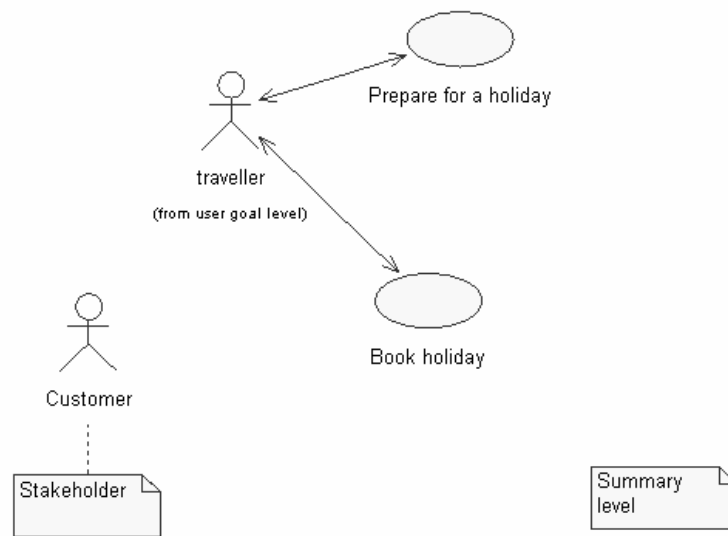 Prepare for a holiday
traveller
(from user goal level)
Book holiday
Customer
Stakeholder
Summary
level